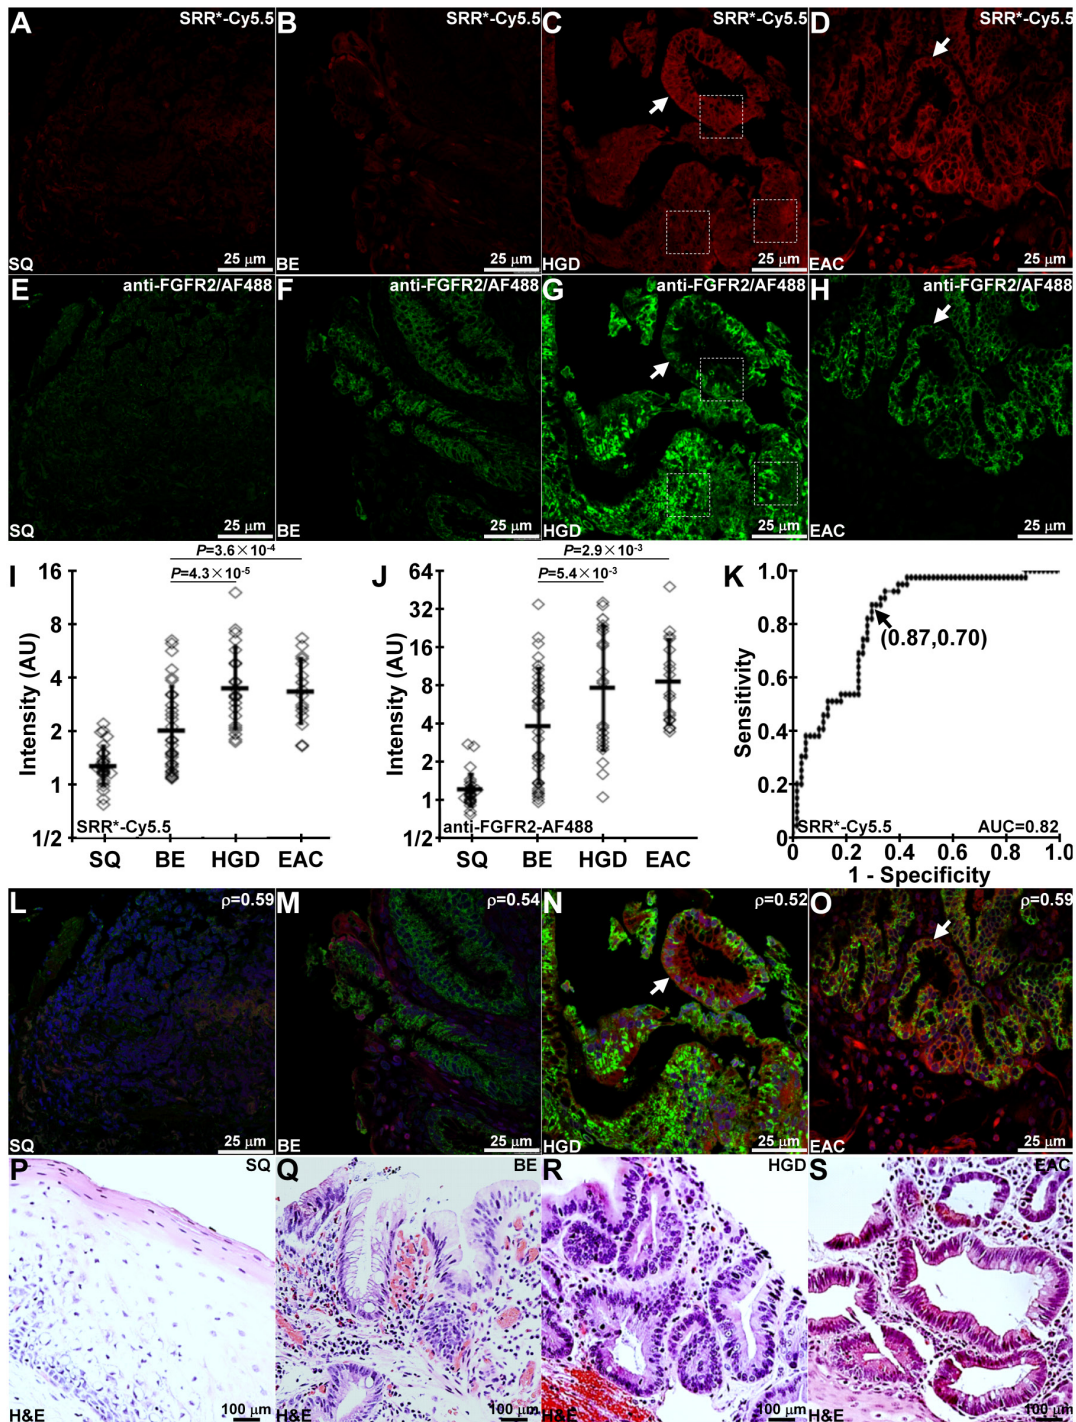 A SRR*-Cy5.5
SQ 25 μm
B SRR*-Cy5.5
BE 25 μm
C SRR*-Cy5.5
HGD 25 μm
D SRR*-Cy5.5
EAC 25 μm
E anti-FGFR2/AF488
SQ 25 μm
F anti-FGFR2/AF488
BE 25 μm
G anti-FGFR2/AF488
HGD 25 μm
H anti-FGFR2/AF488
EAC 25 μm
I
P=3.6×10⁻⁴
P=4.3×10⁻⁵
Intensity (AU)
16
8
4
2
1
1/2
SRR*-Cy5.5
SQ BE HGD EAC
J
P=2.9×10⁻³
P=5.4×10⁻³
Intensity (AU)
64
32
16
8
4
2
1
1/2
anti-FGFR2-AF488
SQ BE HGD EAC
K
Sensitivity
1.0
0.8
0.6
0.4
0.2
0
(0.87,0.70)
SRR*-Cy5.5 AUC=0.82
0 0.2 0.4 0.6 0.8 1.0
1 - Specificity
L ρ=0.59
SQ 25 μm
M ρ=0.54
BE 25 μm
N ρ=0.52
HGD 25 μm
O ρ=0.59
EAC 25 μm
P SQ
H&E 100 μm
Q BE
H&E 100 μm
R HGD
H&E 100 μm
S EAC
H&E 100 μm